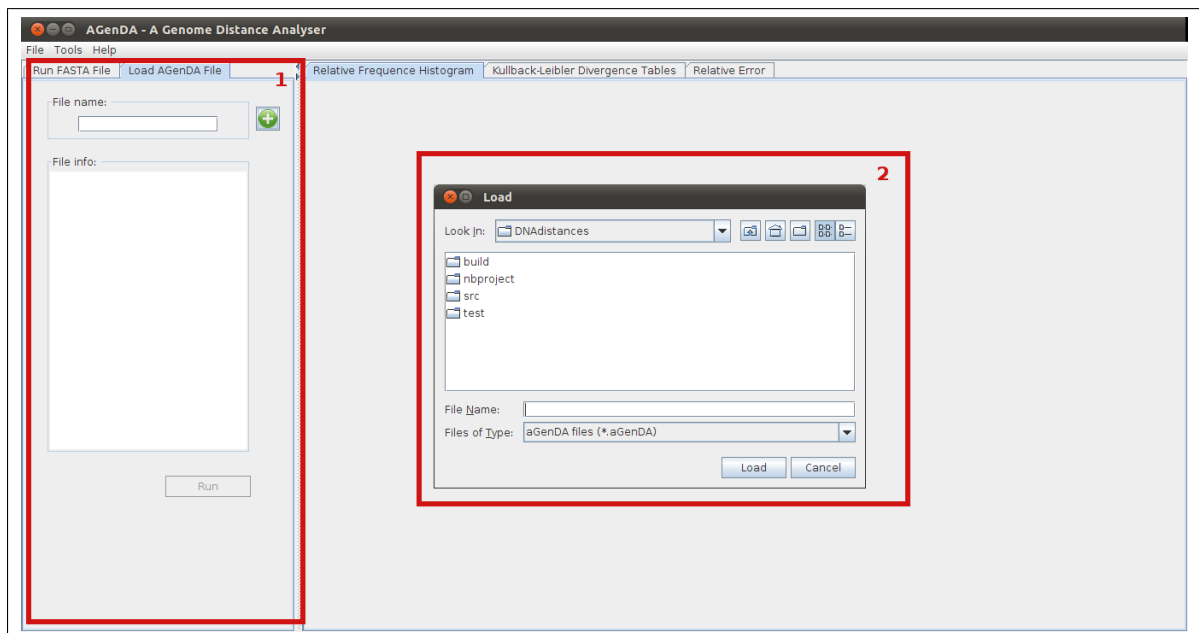 AGenDA - A Genome Distance Analyser
File Tools Help
Run FASTA File Load AGenDA File
1
Relative Frequence Histogram Kullback-Leibler Divergence Tables Relative Error
File name:
File info:
Run
2
Load
Look In: DNAdistances
build
nbproject
src
test
File Name:
Files of Type: aGenDA files (*.aGenDA)
Load Cancel